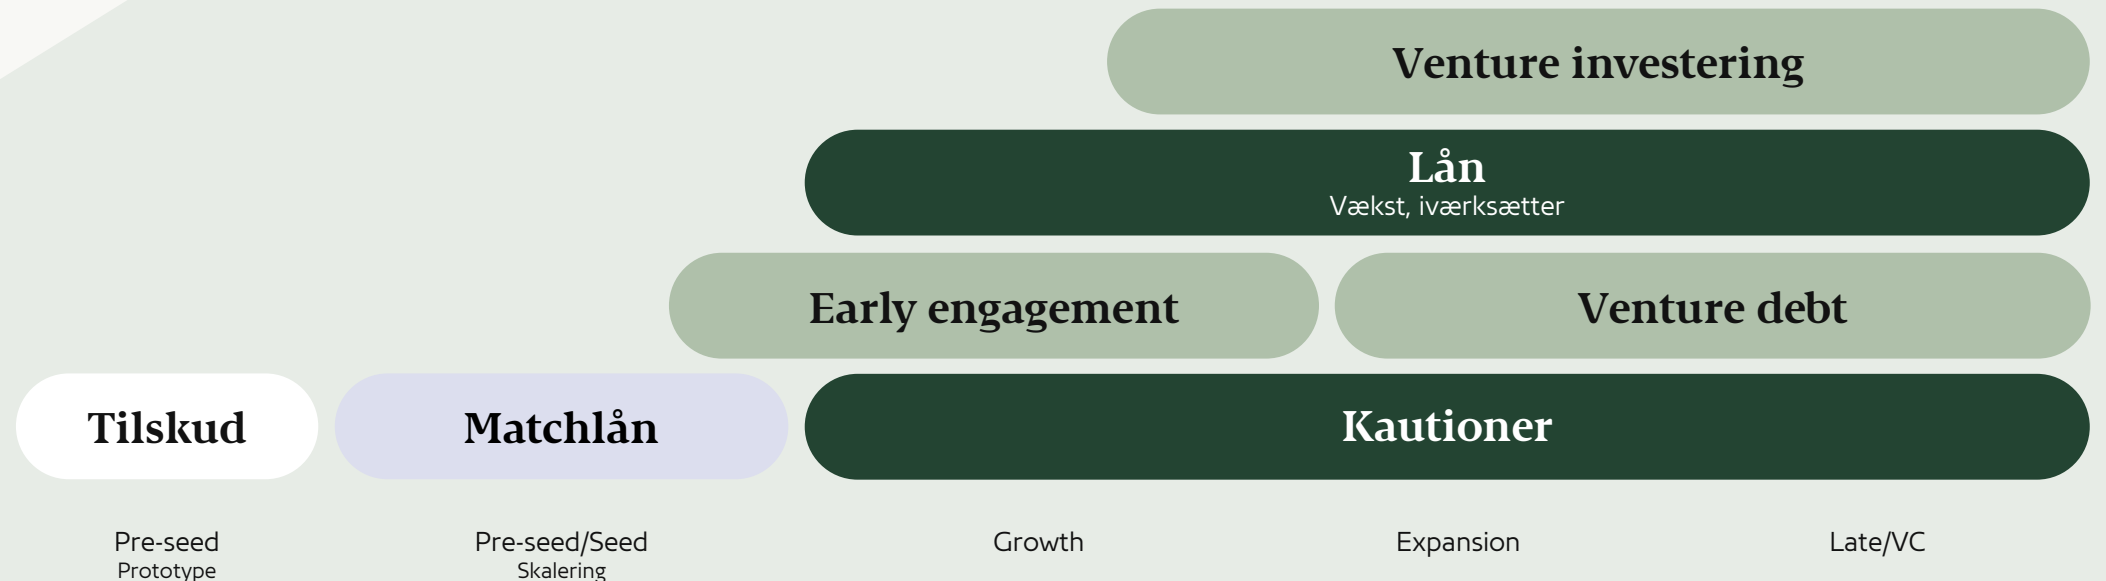 Venture investering
Lån
Vækst, iværksætter
Early engagement
Venture debt
Tilskud
Matchlån
Kautioner
Pre-seed
Prototype
Pre-seed/Seed
Skalering
Growth
Expansion
Late/VC